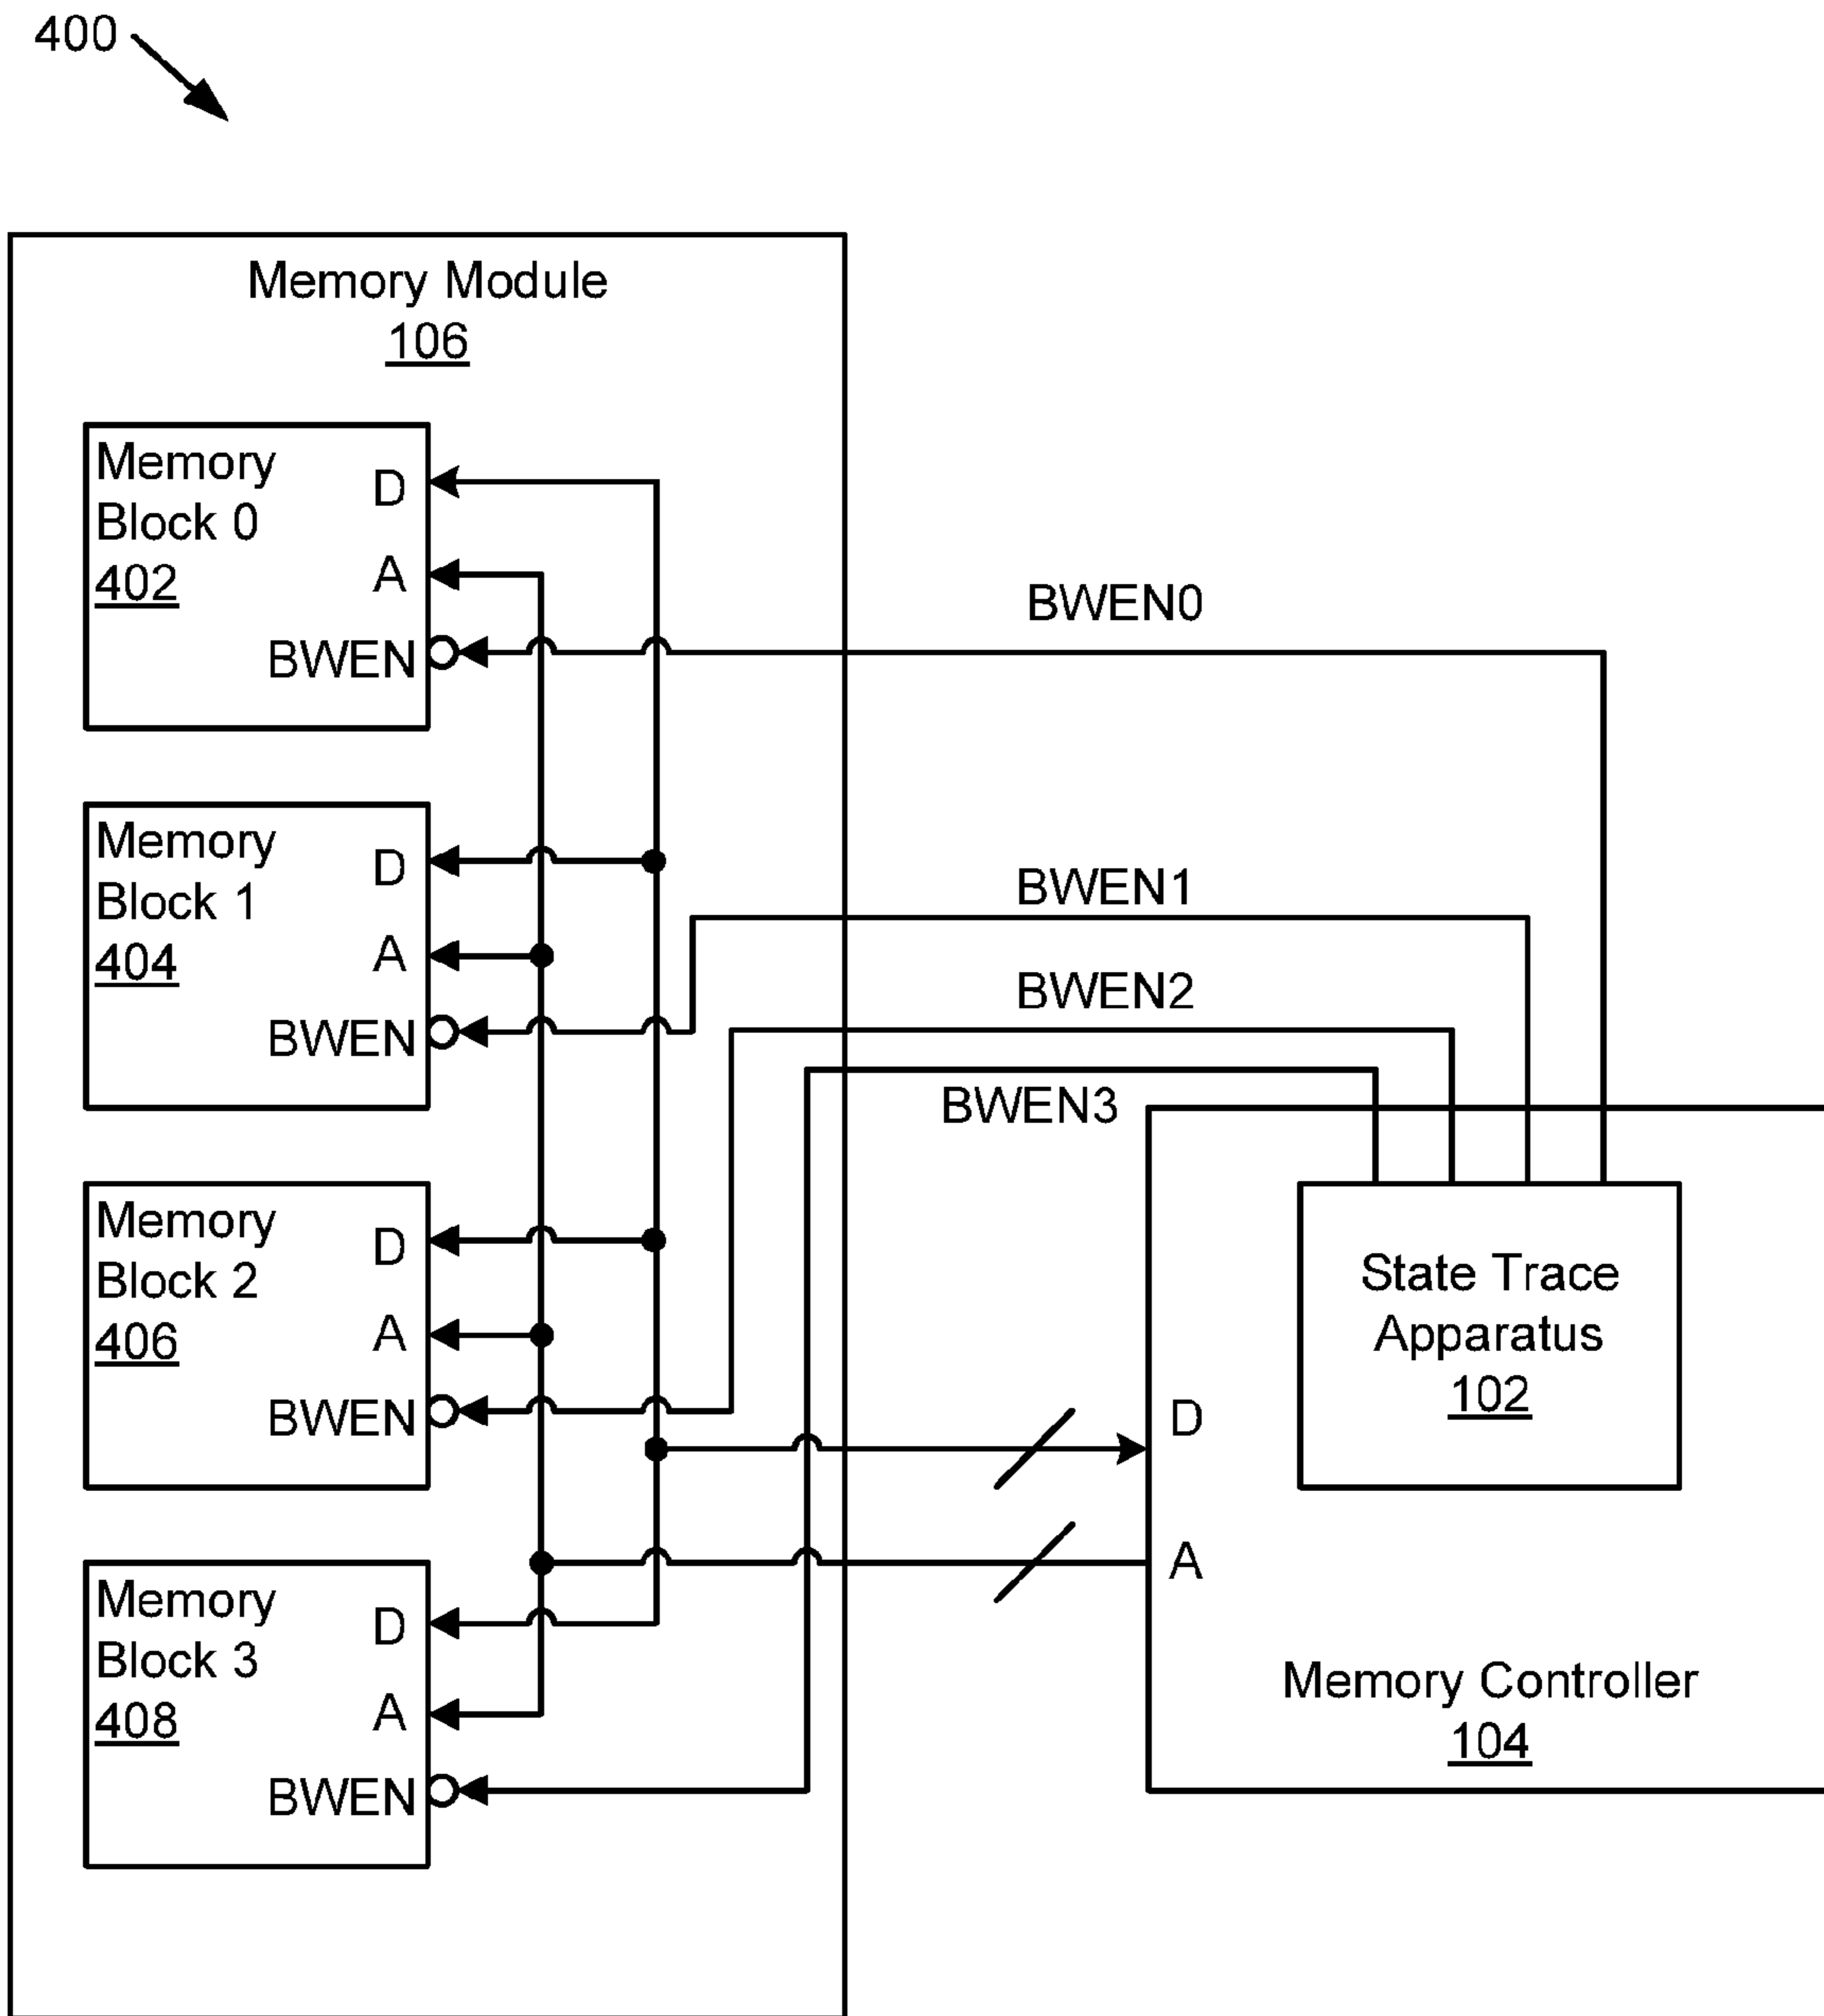 400
Memory Module
106
Memory
Block 0
402
D
A
BWEN
BWEN0
Memory
Block 1
404
D
A
BWEN
BWEN1
BWEN2
BWEN3
Memory
Block 2
406
D
A
BWEN
State Trace
Apparatus
102
D
A
Memory
Block 3
408
D
A
BWEN
Memory Controller
104